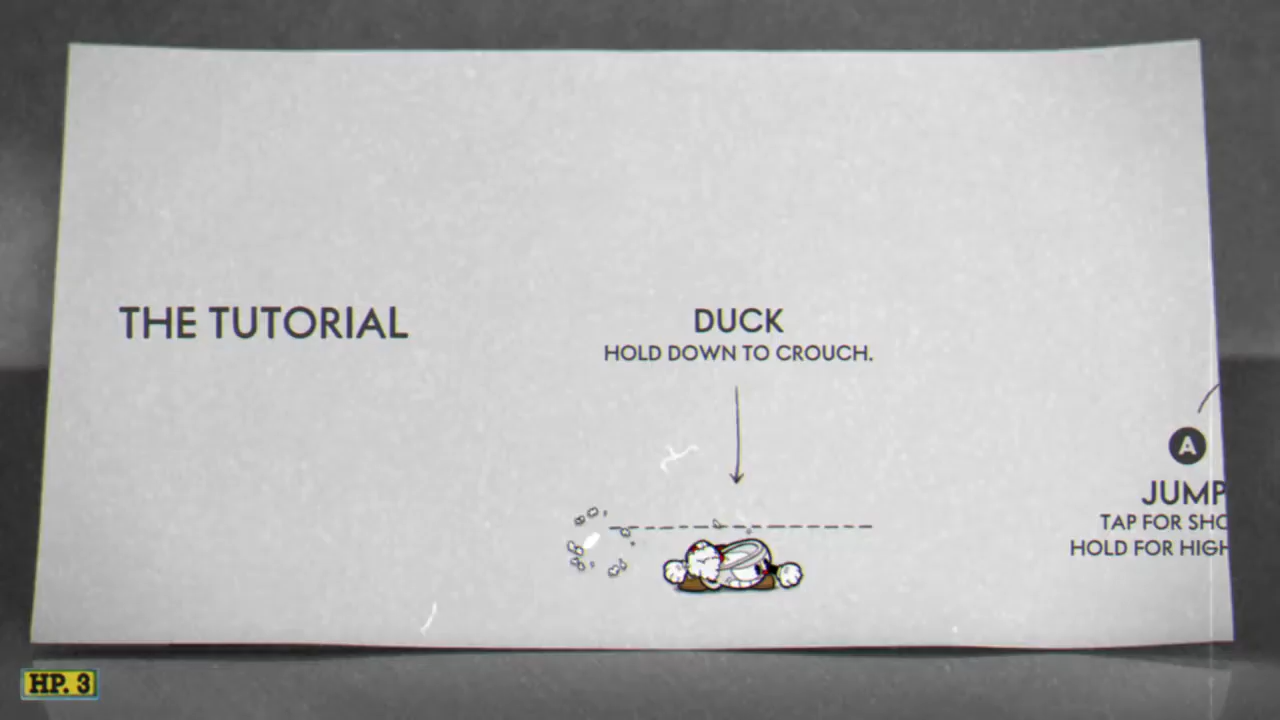 THE TUTORIAL
DUCK
HOLD DOWN TO CROUCH.
A
JUMP
TAP FOR SHO
HOLD FOR HIGH
HP. 3